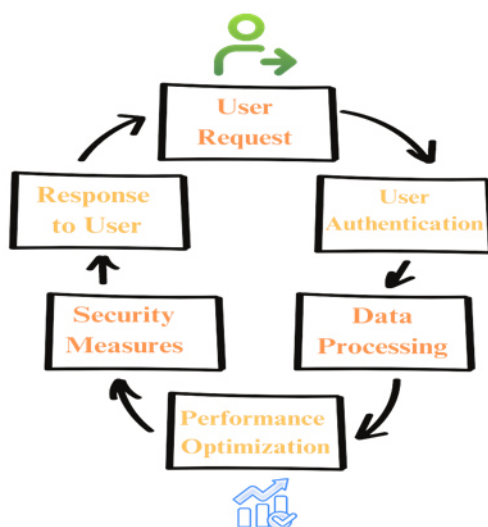 User
Request
User
Authentication
Data
Processing
Performance
Optimization
Security
Measures
Response
to User